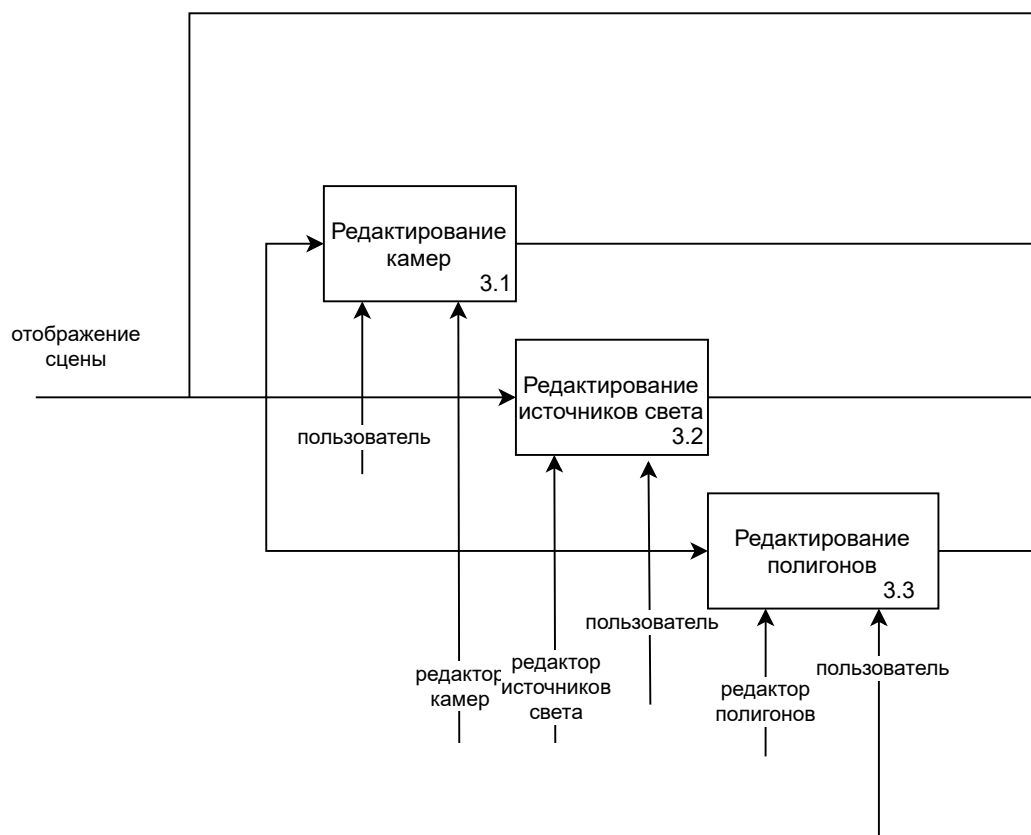 Редактирование
камер
3.1
отображение
сцены
Редактирование
источников света
3.2
пользователь
Редактирование
полигонов
3.3
пользователь
редактор
камер
редактор
источников
света
пользователь
редактор
полигонов